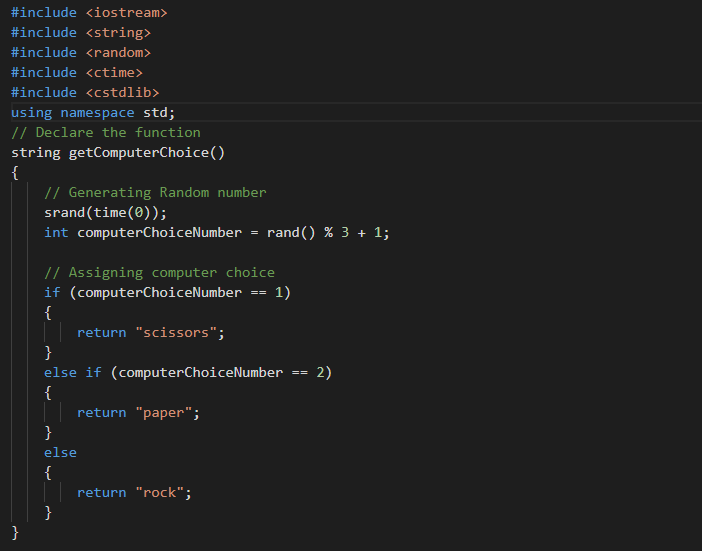 #include <iostream>
#include <string>
#include <random>
#include <ctime>
#include <cstdlib>
using namespace std;
// Declare the function
string getComputerChoice()
{
    // Generating Random number
    srand(time(0));
    int computerChoiceNumber = rand() % 3 + 1;

    // Assigning computer choice
    if (computerChoiceNumber == 1)
    {
        return "scissors";
    }
    else if (computerChoiceNumber == 2)
    {
        return "paper";
    }
    else
    {
        return "rock";
    }
}